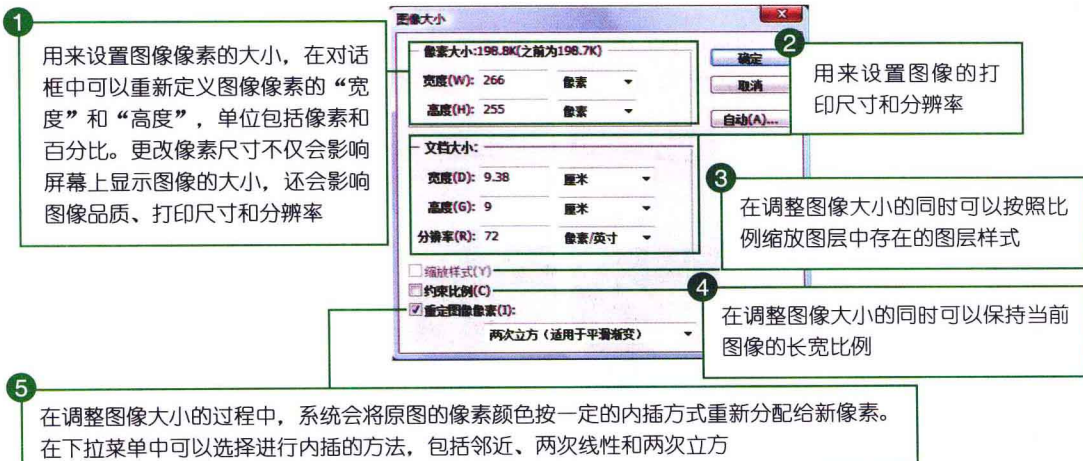 1
用来设置图像像素的大小，在对话
框中可以重新定义图像像素的“宽
度”和“高度”，单位包括像素和
百分比。更改像素尺寸不仅会影响
屏幕上显示图像的大小，还会影响
图像品质、打印尺寸和分辨率
图像大小
像素大小:198.8K(之前为198.7K)
宽度(W): 266 像素
高度(H): 255 像素
文档大小:
宽度(D): 9.38 厘米
高度(G): 9 厘米
分辨率(R): 72 像素/英寸
缩放样式(Y)
约束比例(C)
重定图像像素(I):
两次立方（适用于平滑渐变）
确定
取消
自动(A)...
2
用来设置图像的打
印尺寸和分辨率
3
在调整图像大小的同时可以按照比
例缩放图层中存在的图层样式
4
在调整图像大小的同时可以保持当前
图像的长宽比例
5
在调整图像大小的过程中，系统会将原图的像素颜色按一定的内插方式重新分配给新像素。
在下拉菜单中可以选择进行内插的方法，包括邻近、两次线性和两次立方